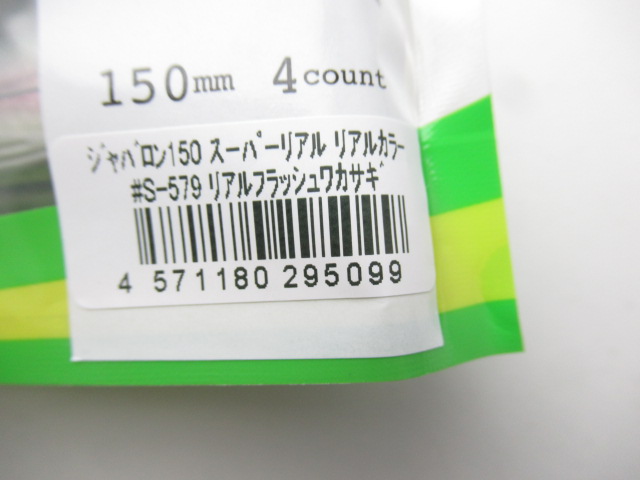 150mm 4count
ジャバロン150 スーパーリアル リアルカラー
#S-579 リアルフラッシュワカサギ
4 571180 295099